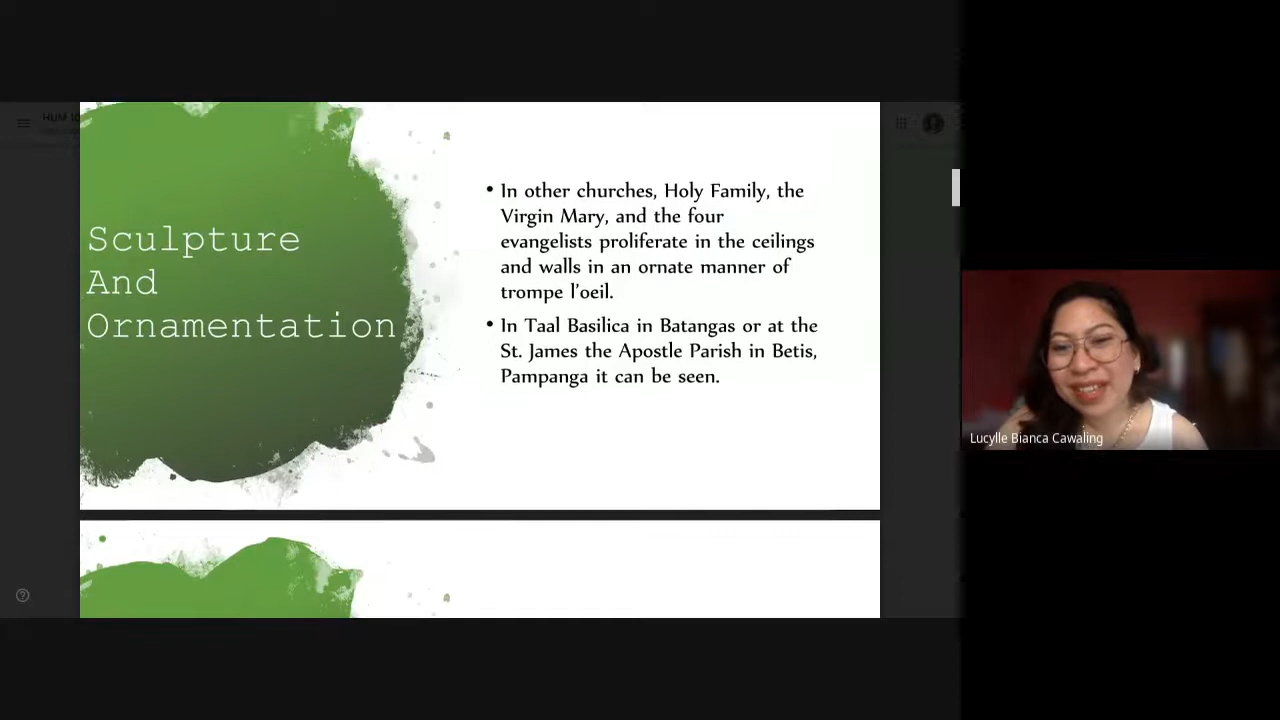 HUM 10
Sculpture
And
Ornamentation
• In other churches, Holy Family, the
Virgin Mary, and the four
evangelists proliferate in the ceilings
and walls in an ornate manner of
trompe l'oeil.
• In Taal Basilica in Batangas or at the
St. James the Apostle Parish in Betis,
Pampanga it can be seen.
Lucylle Bianca Cawaling